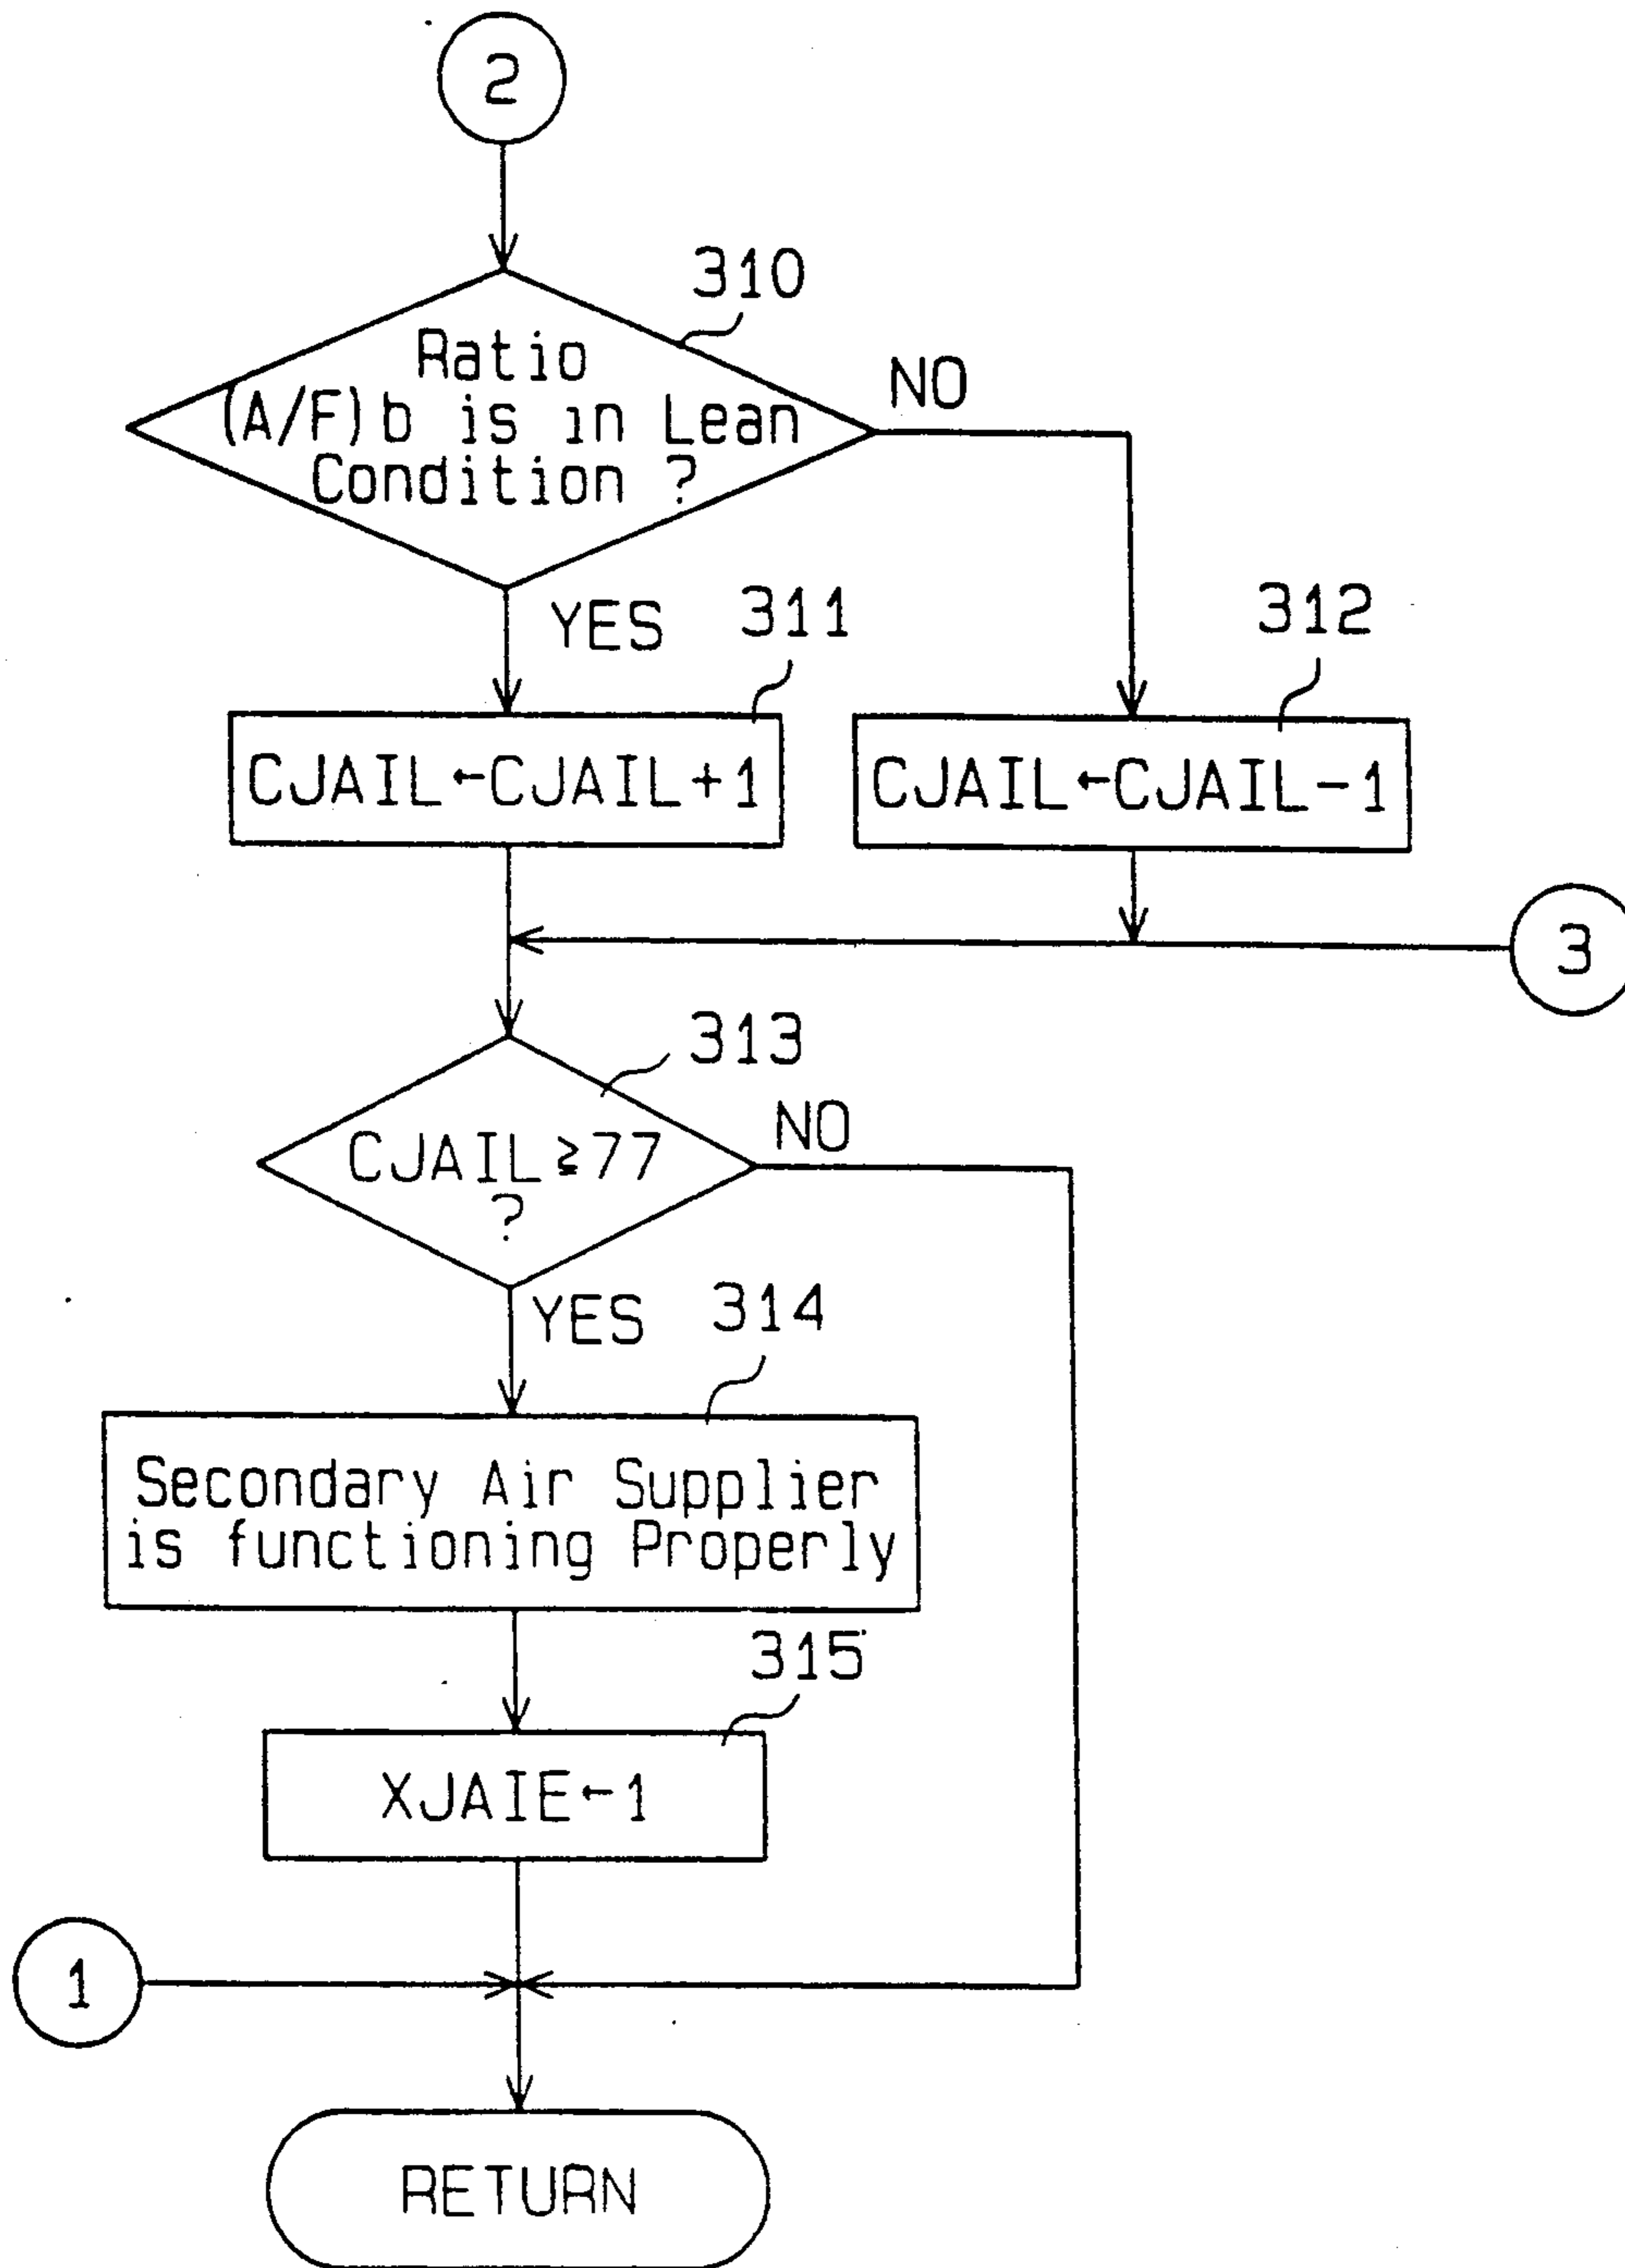 2
310
Ratio
(A/F)b is in Lean
Condition ?
NO
YES
311
312
CJAIL←CJAIL+1
CJAIL←CJAIL-1
3
313
CJAIL≧77
?
NO
YES
314
Secondary Air Supplier
is functioning Properly
315
XJAIE←1
1
RETURN